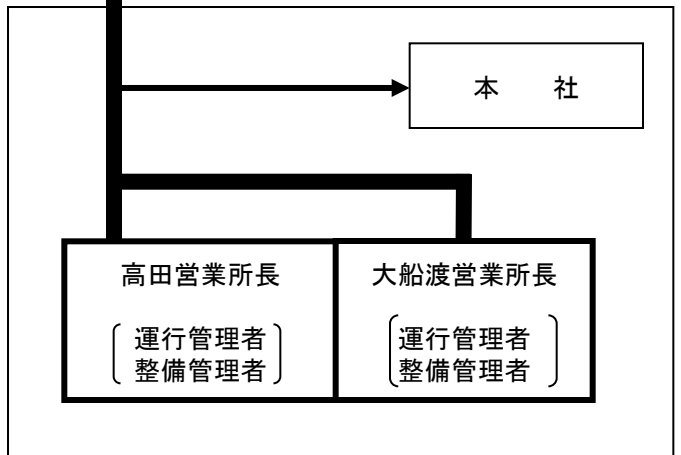 本　　社
高田営業所長
運行管理者
整備管理者
大船渡営業所長
運行管理者
整備管理者